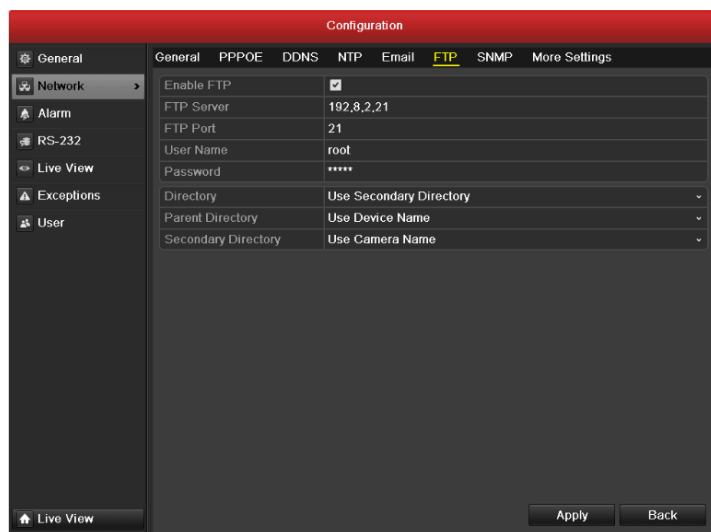 Configuration
General
Network
Alarm
RS-232
Live View
Exceptions
User
Live View
General PPPOE DDNS NTP Email FTP SNMP More Settings
Enable FTP
FTP Server 192,8,2,21
FTP Port 21
User Name root
Password *****
Directory Use Secondary Directory
Parent Directory Use Device Name
Secondary Directory Use Camera Name
Apply Back